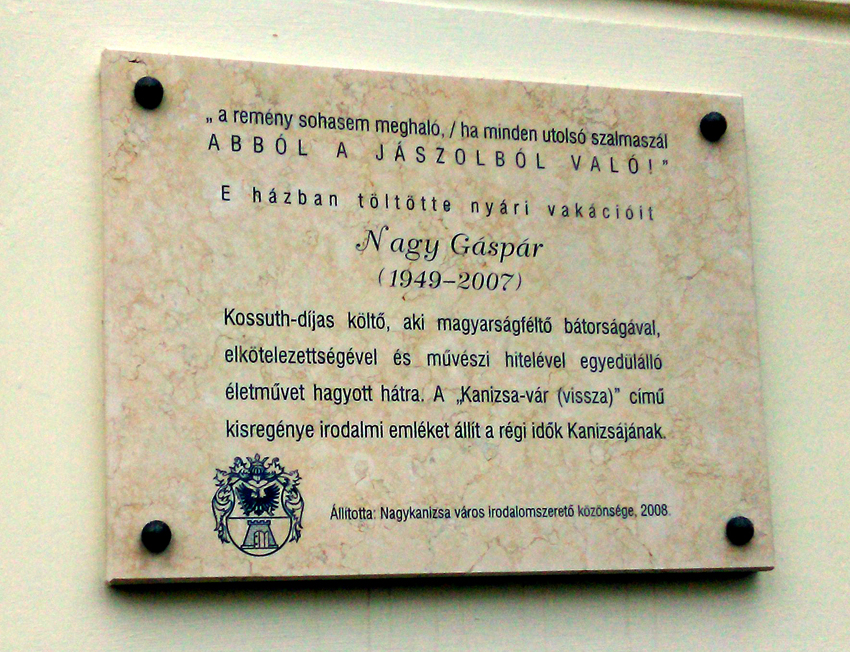 „ a remény sohasem meghaló, / ha minden utolsó szalmaszál
ABBÓL A JÁSZOLBÓL VALÓ!”
E házban töltötte nyári vakációit
Nagy Gáspár
(1949–2007)
Kossuth-díjas költő, aki magyarságféltő bátorságával,
elkötelezettségével és művészi hitelével egyedülálló
életművet hagyott hátra. A „Kanizsa-vár (vissza)” című
kisregénye irodalmi emléket állít a régi idők Kanizsájának.
Állította: Nagykanizsa város irodalomszerető közönsége, 2008.